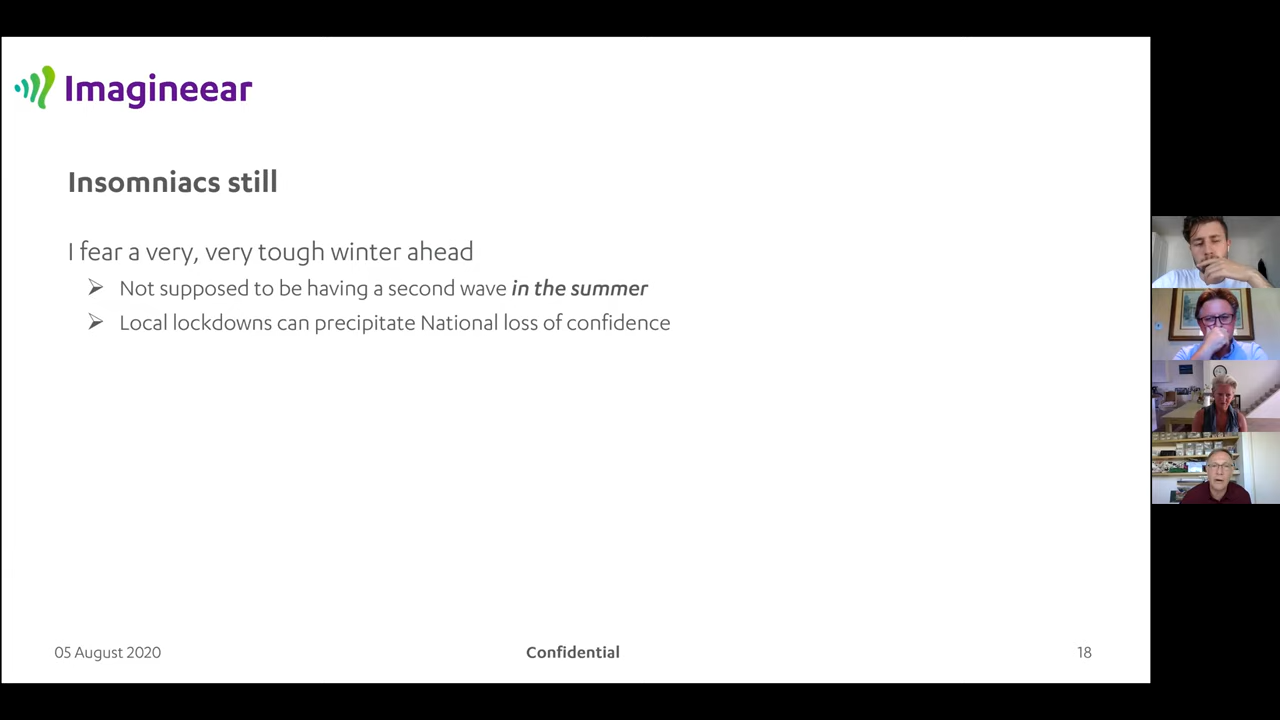 Imagineear
Insomniacs still
I fear a very, very tough winter ahead
Not supposed to be having a second wave in the summer
Local lockdowns can precipitate National loss of confidence
05 August 2020
Confidential
18